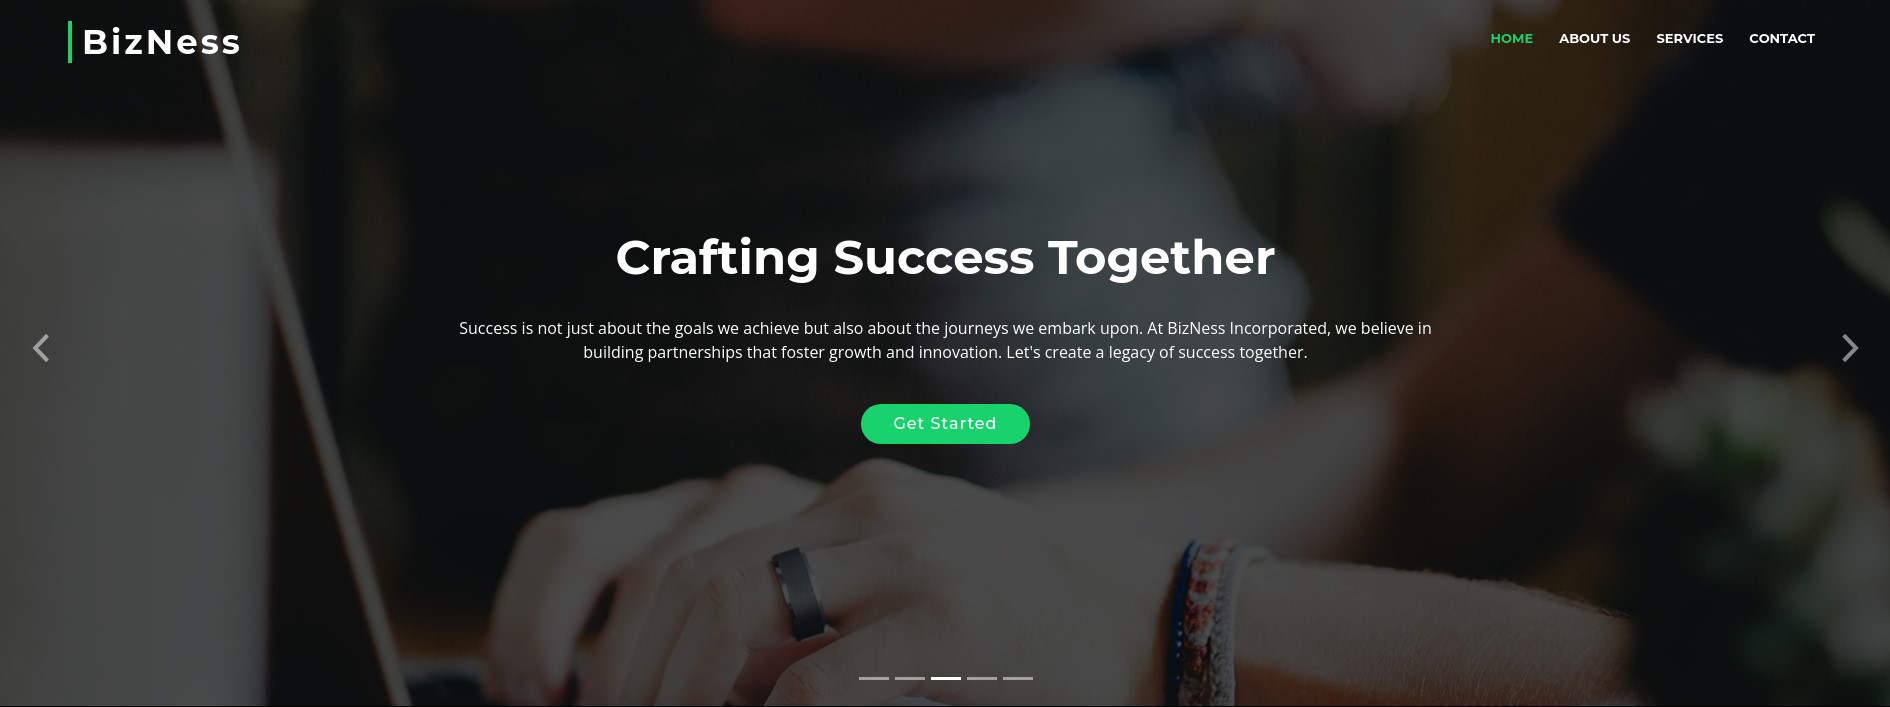 BizNess
HOME ABOUT US SERVICES CONTACT
Crafting Success Together
Success is not just about the goals we achieve but also about the journeys we embark upon. At BizNess Incorporated, we believe in
building partnerships that foster growth and innovation. Let's create a legacy of success together.
Get Started